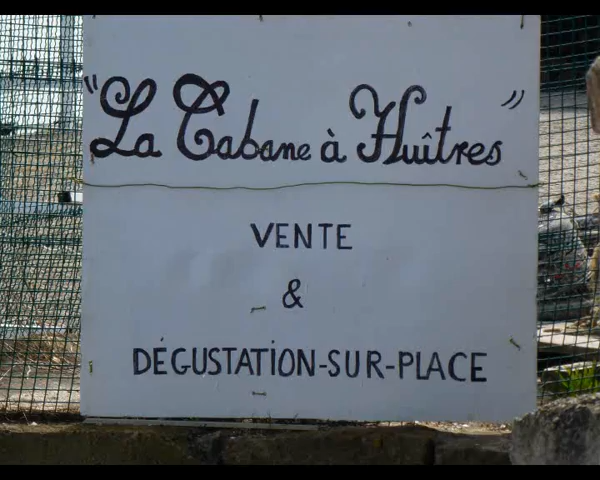 "La Cabane à Huîtres"
VENTE
&
DÉGUSTATION-SUR-PLACE